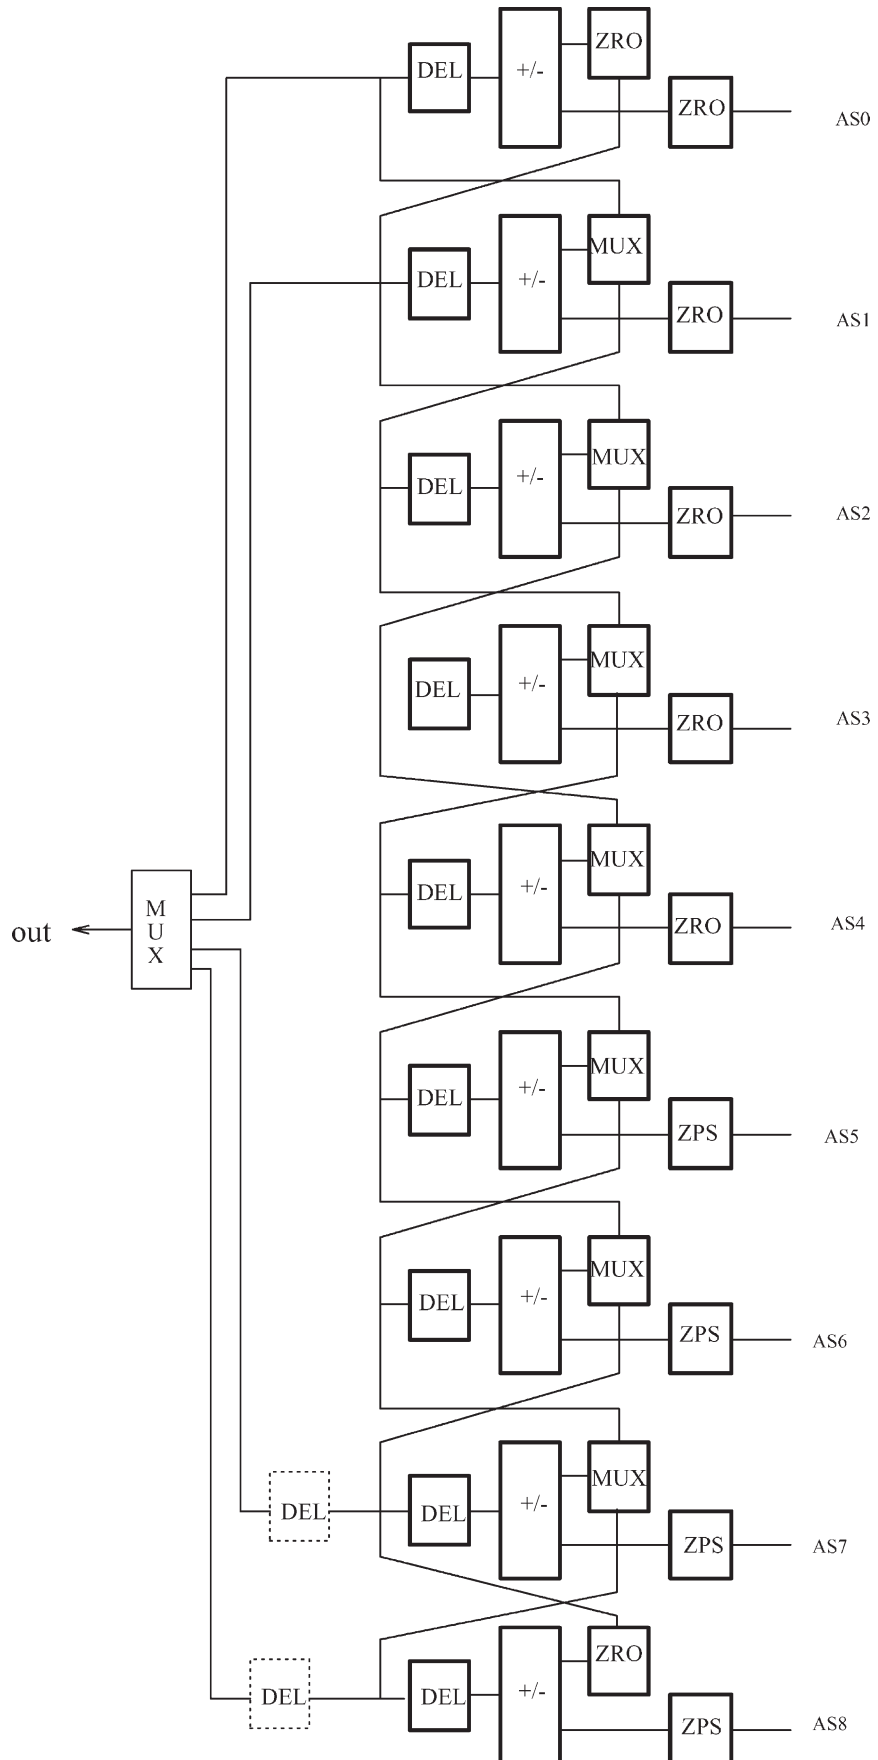 ZRO
DEL
+/-
ZRO
AS0
MUX
DEL
+/-
ZRO
AS1
MUX
DEL
+/-
ZRO
AS2
MUX
DEL
+/-
ZRO
AS3
MUX
DEL
+/-
ZRO
AS4
M
U
X
out
MUX
DEL
+/-
ZPS
AS5
MUX
DEL
+/-
ZPS
AS6
MUX
DEL
DEL
+/-
ZPS
AS7
ZRO
DEL
DEL
+/-
ZPS
AS8